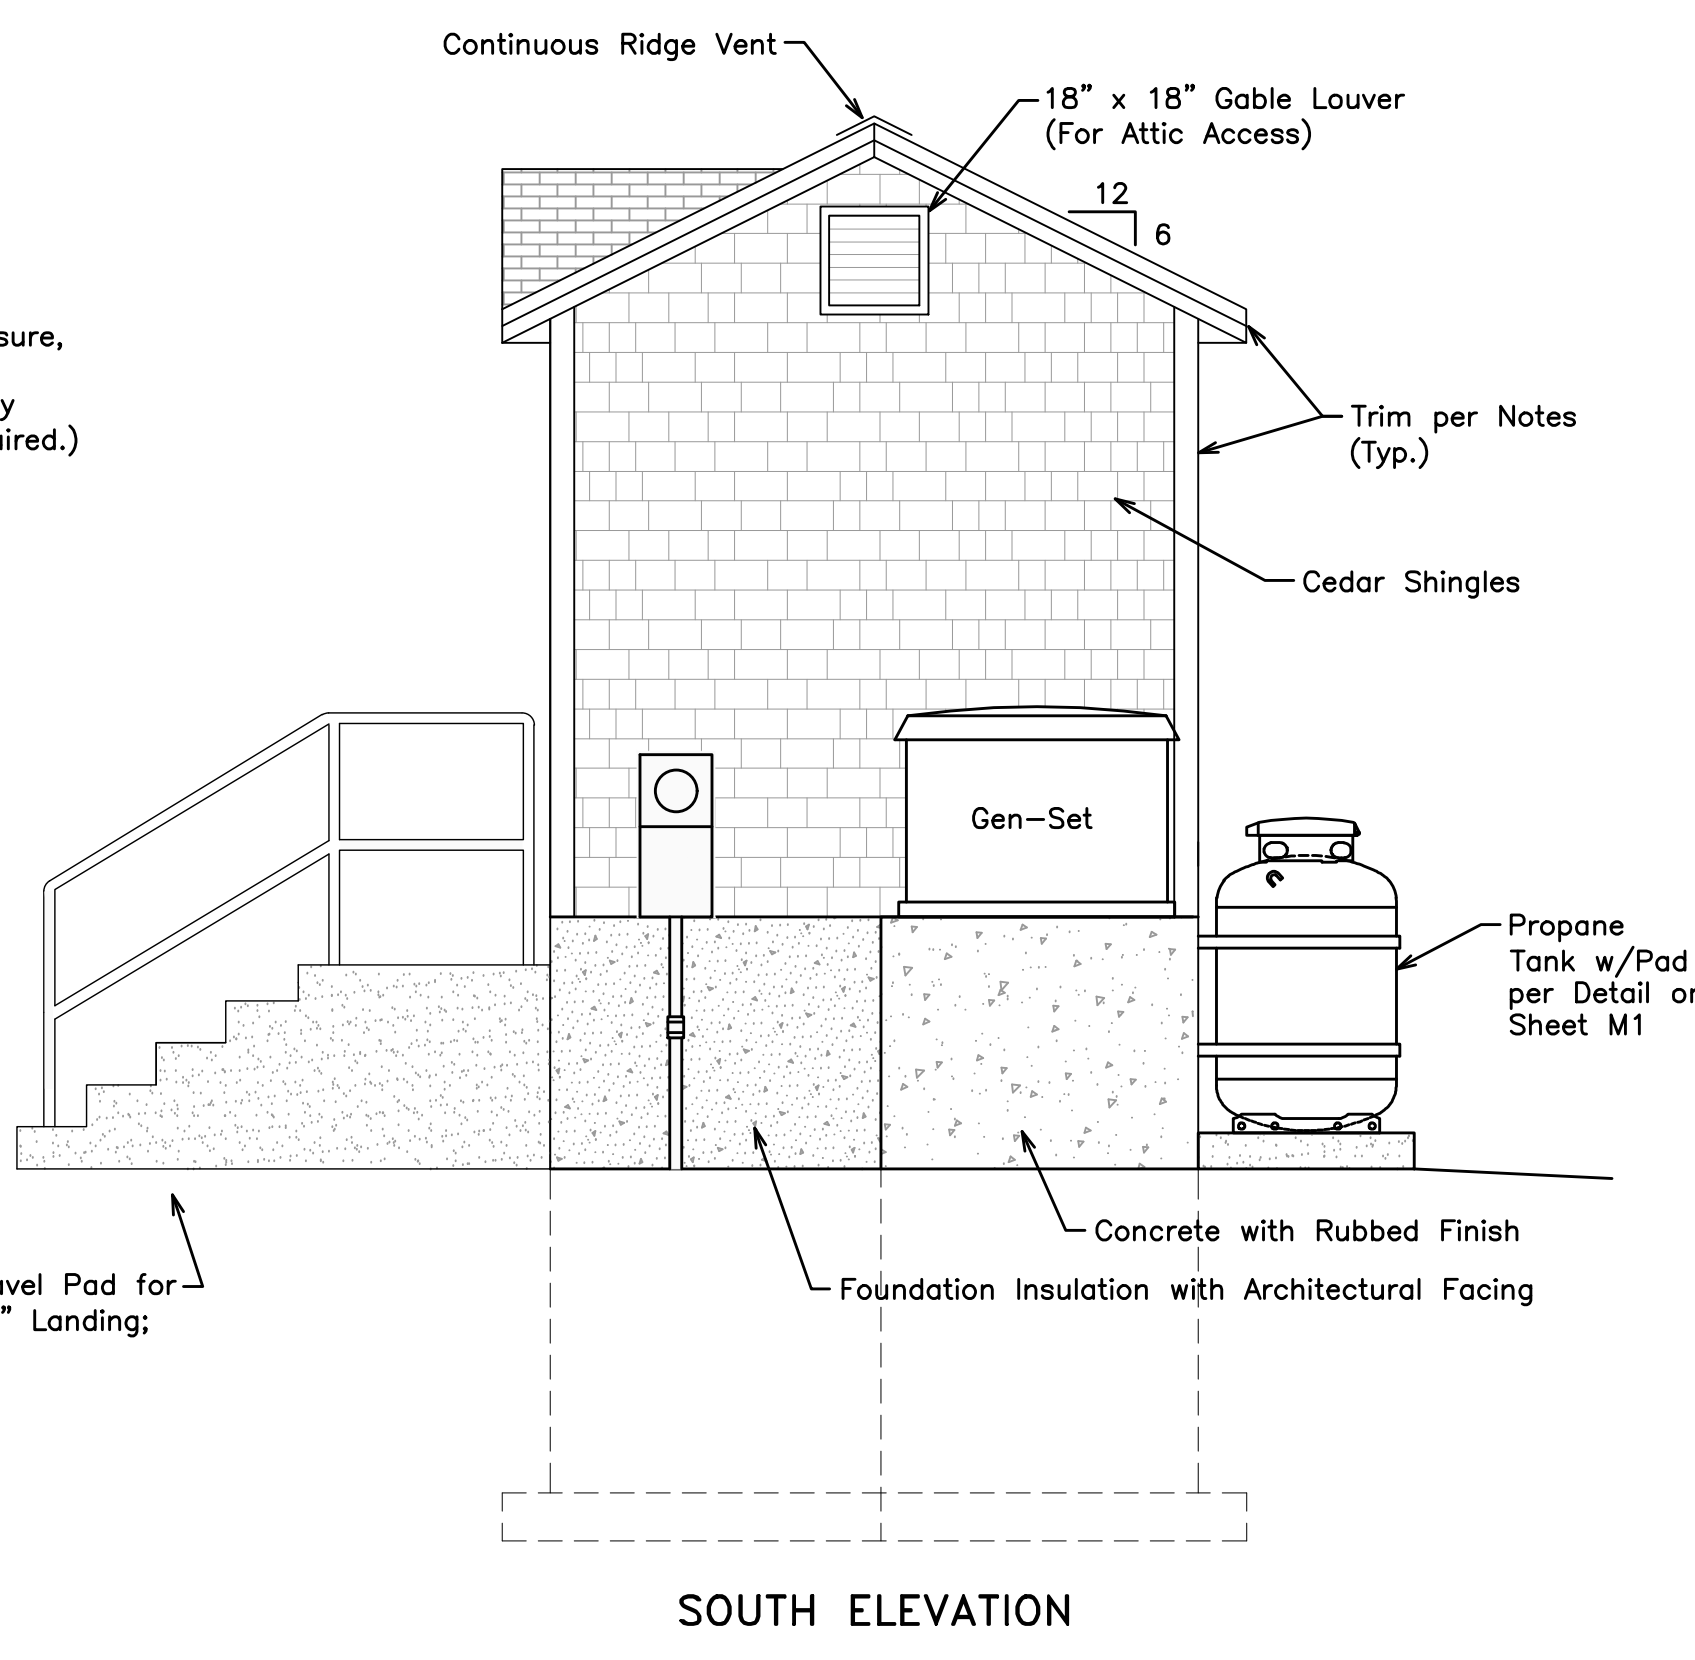 Continuous Ridge Vent
18” x 18” Gable Louver
(For Attic Access)
12
6
sure,
y
ired.)
Trim per Notes
(Typ.)
Cedar Shingles
Gen-Set
Propane
Tank w/Pad
per Detail or
Sheet M1
Concrete with Rubbed Finish
avel Pad for
” Landing;
Foundation Insulation with Architectural Facing
SOUTH ELEVATION